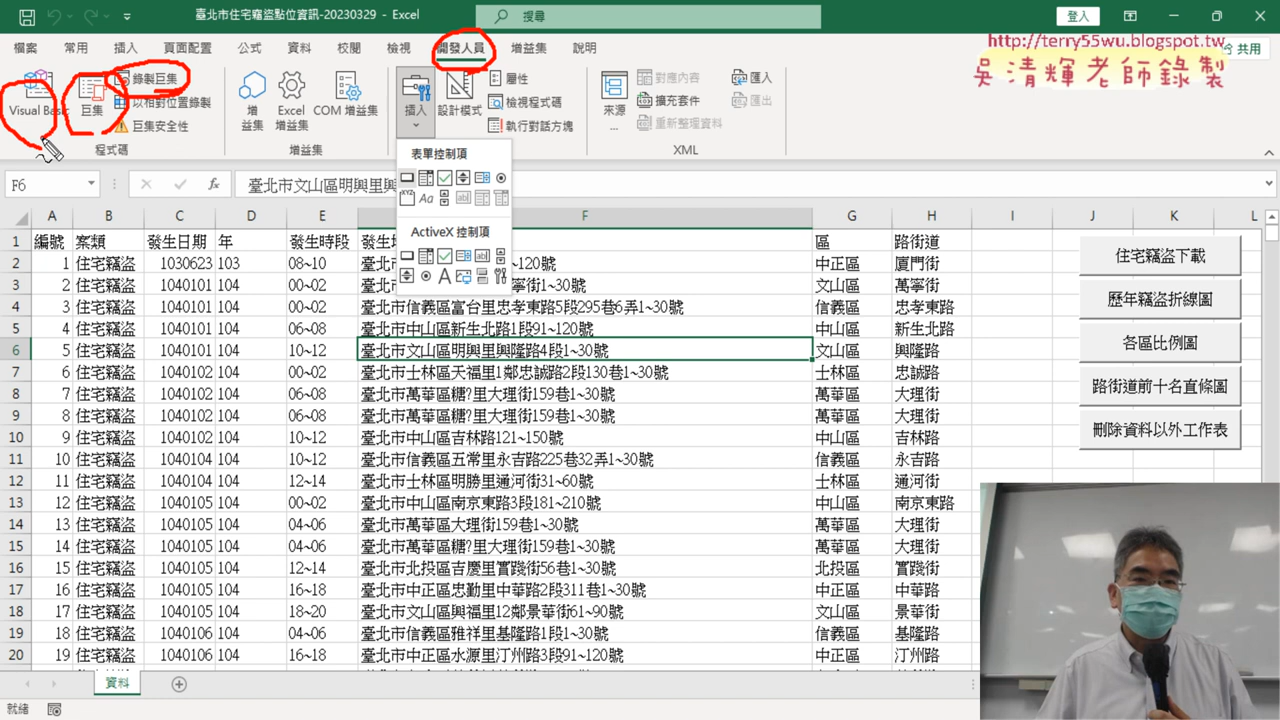 臺北市住宅竊盜點位資訊-20230329 - Excel
搜尋
登入
檔案 常用 插入 頁面配置 公式 資料 校閱 檢視 開發人員 增益集 說明
共用
http://terry55wu.blogspot.tw
吳清輝老師錄製
Visual Basic 巨集 錄製巨集 以相對位置錄製 巨集安全性
程式碼
增益集 Excel 增益集 COM 增益集
增益集
插入 設計模式 屬性 檢視程式碼 執行對話方塊
來源... 對應內容 擴充套件 重新整理資料 匯入 匯出
XML
表單控制項
ActiveX 控制項
F6
臺北市文山區明興里興
A B C D E F G H I J K L
1 編號 案類 發生日期 年 發生時段 發生 區 路街道
2 1 住宅竊盜 1030623 103 08~10 臺北市 ~120號 中正區 廈門街
3 2 住宅竊盜 1040101 104 00~02 臺北市 寧街1~30號 文山區 萬寧街
4 3 住宅竊盜 1040101 104 00~02 臺北市信義區富台里忠孝東路5段295巷6弄1~30號 信義區 忠孝東路
5 4 住宅竊盜 1040101 104 06~08 臺北市中山區新生北路1段91~120號 中山區 新生北路
6 5 住宅竊盜 1040101 104 10~12 臺北市文山區明興里興隆路4段1~30號 文山區 興隆路
7 6 住宅竊盜 1040102 104 00~02 臺北市士林區天福里1鄰忠誠路2段130巷1~30號 士林區 忠誠路
8 7 住宅竊盜 1040102 104 06~08 臺北市萬華區糖?里大理街159巷1~30號 萬華區 大理街
9 8 住宅竊盜 1040102 104 06~08 臺北市萬華區糖?里大理街159巷1~30號 萬華區 大理街
10 9 住宅竊盜 1040102 104 10~12 臺北市中山區吉林路121~150號 中山區 吉林路
11 10 住宅竊盜 1040104 104 10~12 臺北市信義區五常里永吉路225巷32弄1~30號 信義區 永吉路
12 11 住宅竊盜 1040104 104 12~14 臺北市士林區明勝里通河街31~60號 士林區 通河街
13 12 住宅竊盜 1040105 104 00~02 臺北市中山區南京東路3段181~210號 中山區 南京東路
14 13 住宅竊盜 1040105 104 04~06 臺北市萬華區大理街159巷1~30號 萬華區 大理街
15 14 住宅竊盜 1040105 104 04~06 臺北市萬華區糖?里大理街159巷1~30號 萬華區 大理街
16 15 住宅竊盜 1040105 104 12~14 臺北市北投區吉慶里實踐街56巷1~30號 北投區 實踐街
17 16 住宅竊盜 1040105 104 16~18 臺北市中正區忠勤里中華路2段311巷1~30號 中正區 中華路
18 17 住宅竊盜 1040105 104 18~20 臺北市文山區興福里12鄰景華街61~90號 文山區 景華街
19 18 住宅竊盜 1040106 104 04~06 臺北市信義區雅祥里基隆路1段1~30號 信義區 基隆路
20 19 住宅竊盜 1040106 104 16~18 臺北市中正區水源里汀州路3段91~120號 中正區 汀州路
住宅竊盜下載
歷年竊盜折線圖
各區比例圖
路街道前十名直條圖
刪除資料以外工作表
資料
就緒